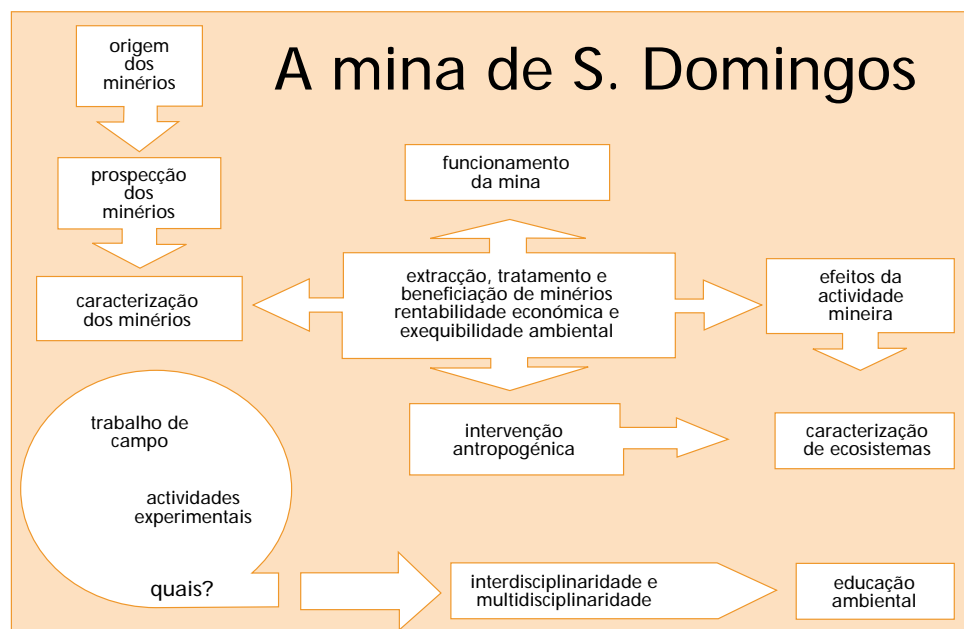 A mina de S. Domingos
origem
dos
minérios
prospecção
dos
minérios
caracterização
dos minérios
funcionamento
da mina
extracção, tratamento e
beneficiação de minérios
rentabilidade económica e
exequibilidade ambiental
efeitos da
actividade
mineira
intervenção
antropogénica
caracterização
de ecosistemas
trabalho de
campo
actividades
experimentais
quais?
interdisciplinaridade e
multidisciplinaridade
educação
ambiental